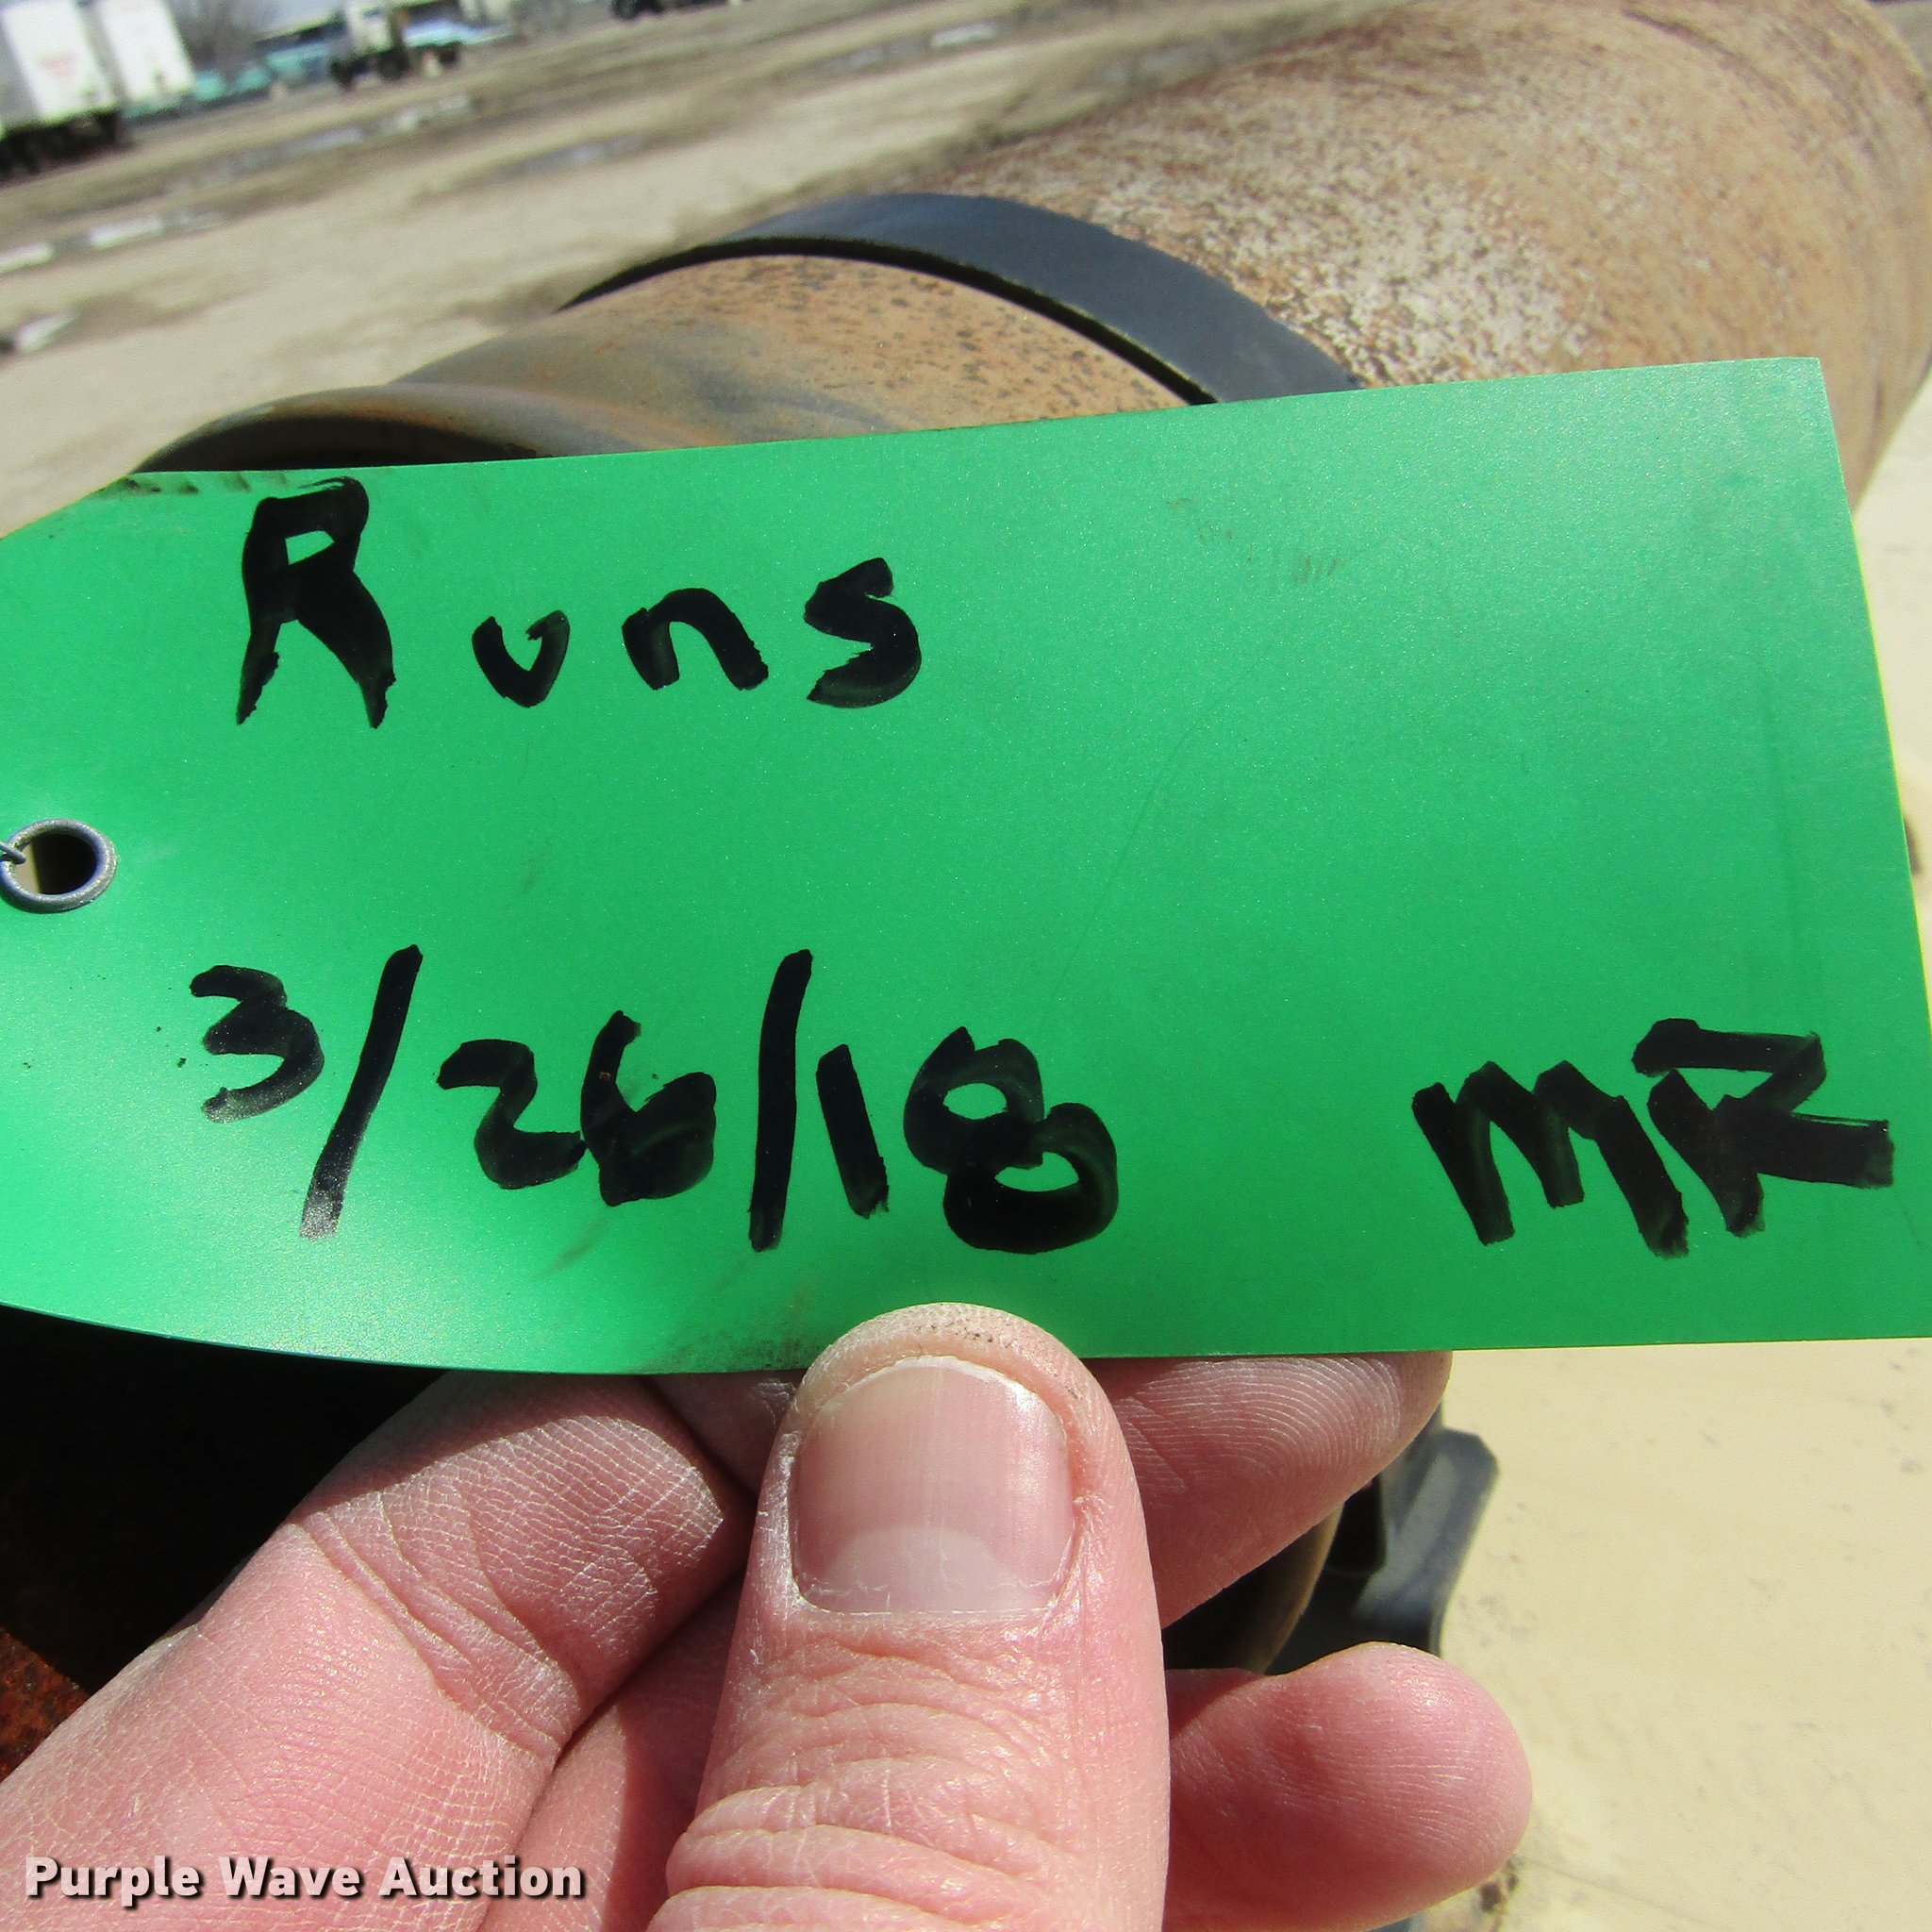 Runs
3/26/18 MR
Purple Wave Auction